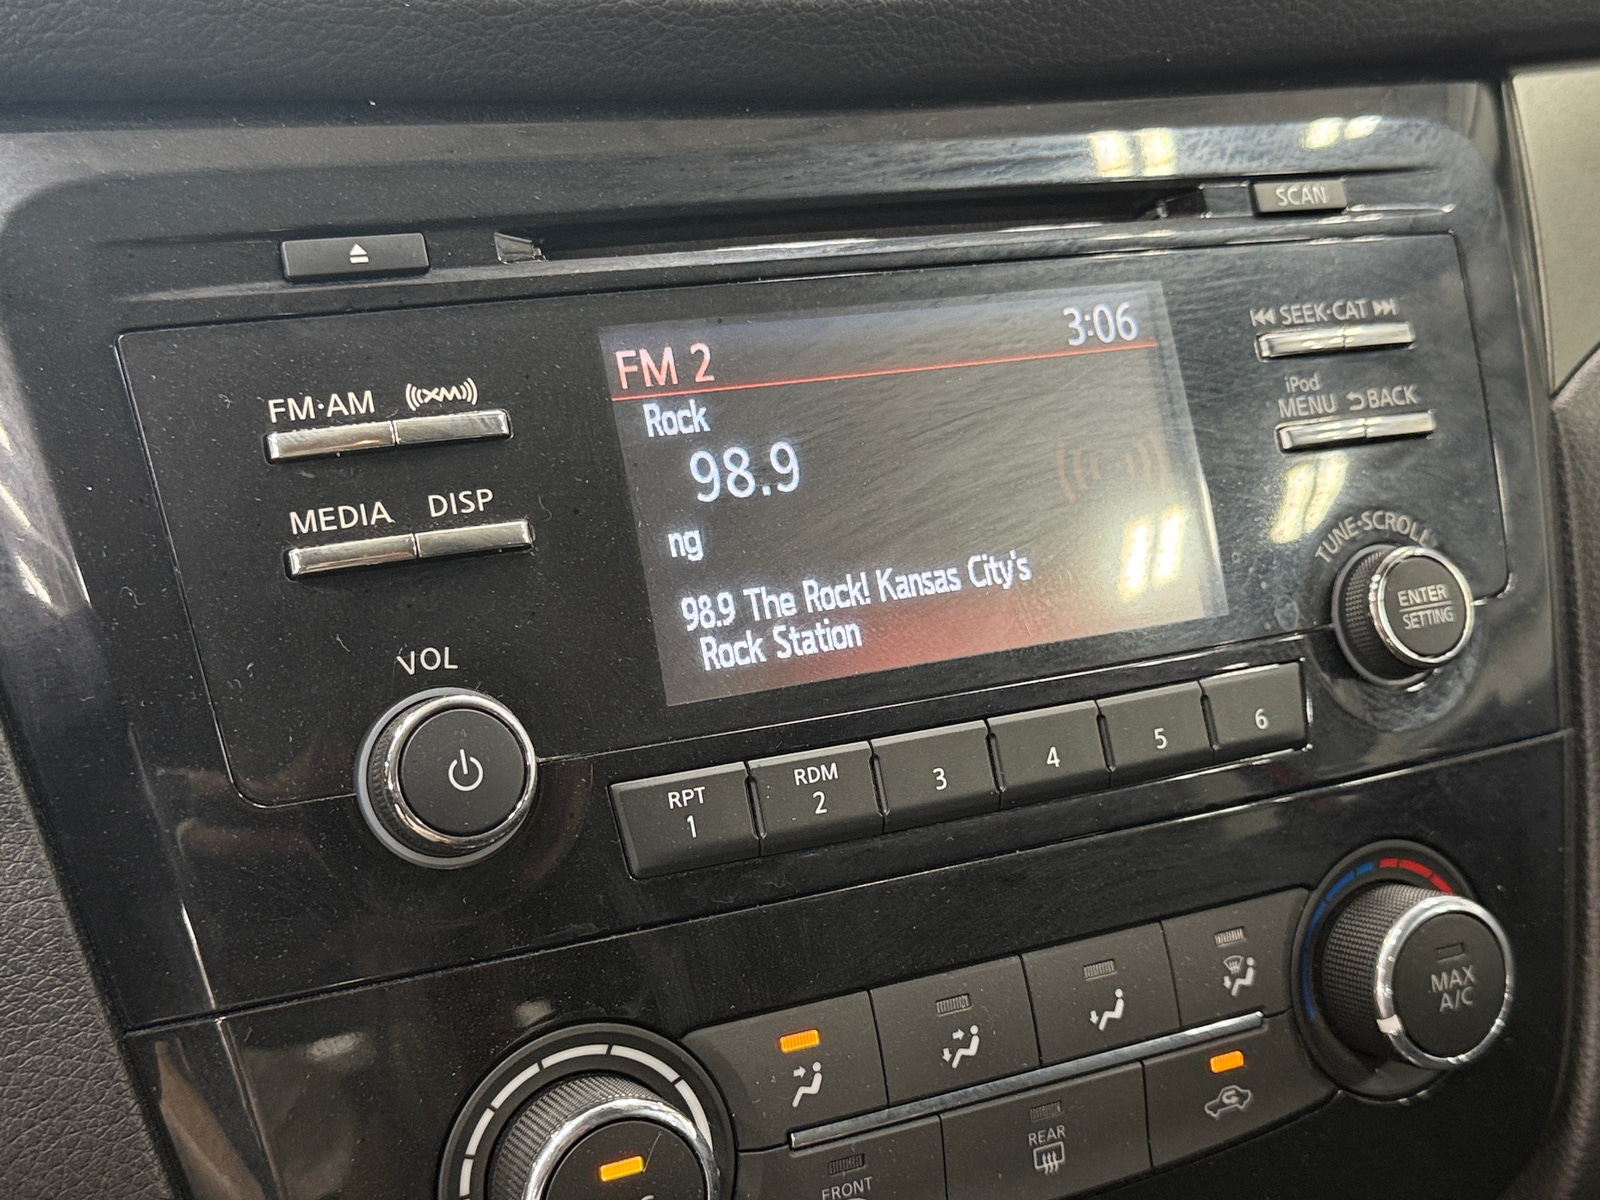 SCAN
FM·AM XM
MEDIA DISP
VOL
FM 2 3:06
Rock
98.9
ng
98.9 The Rock! Kansas City's
Rock Station
SEEK·CAT
iPod
MENU BACK
TUNE·SCROLL
ENTER
SETTING
RPT
1
RDM
2
3
4
5
6
MAX
A/C
REAR
FRONT